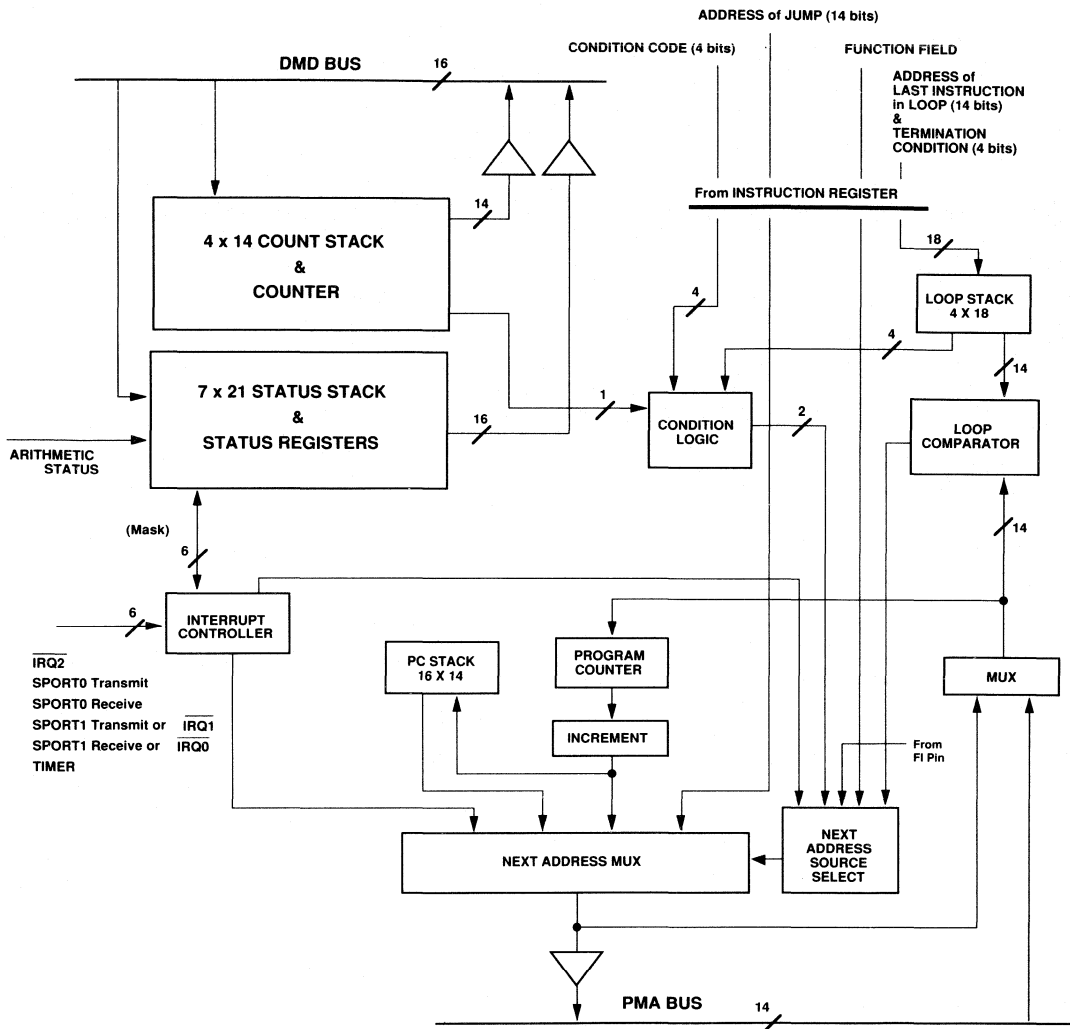 ADDRESS of JUMP (14 bits)
CONDITION CODE (4 bits)
FUNCTION FIELD
DMD BUS
16
ADDRESS of
LAST INSTRUCTION
in LOOP (14 bits)
&
TERMINATION
CONDITION (4 bits)
From INSTRUCTION REGISTER
14
4 x 14 COUNT STACK
&
COUNTER
18
LOOP STACK
4 X 18
4
4
14
7 x 21 STATUS STACK
&
STATUS REGISTERS
16
1
CONDITION
LOGIC
2
LOOP
COMPARATOR
ARITHMETIC
STATUS
14
(Mask)
6
6
INTERRUPT
CONTROLLER
IRQ2
SPORT0 Transmit
SPORT0 Receive
SPORT1 Transmit or IRQ1
SPORT1 Receive or IRQ0
TIMER
PC STACK
16 X 14
PROGRAM
COUNTER
INCREMENT
MUX
From
FI Pin
NEXT ADDRESS MUX
NEXT
ADDRESS
SOURCE
SELECT
PMA BUS
14